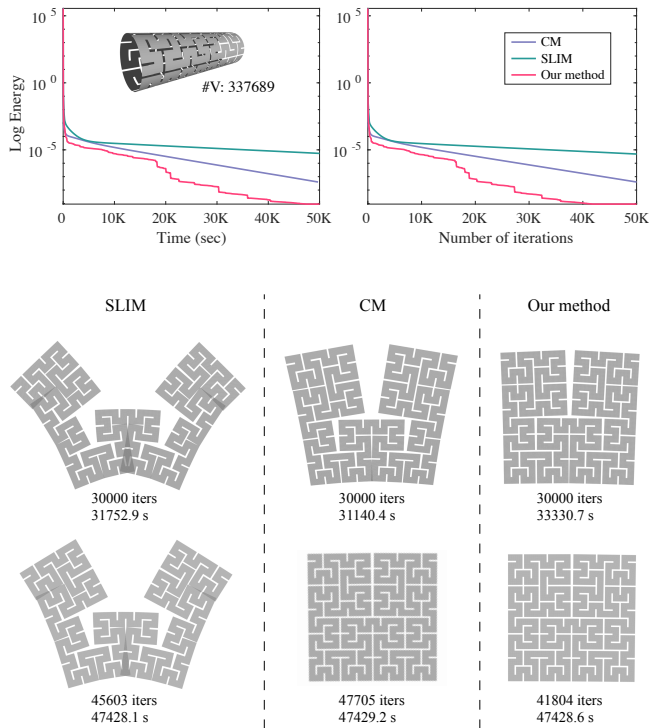 10^5
10^0
10^-5
Log Energy
#V: 337689
0
10K
20K
30K
40K
50K
Time (sec)
10^5
10^0
10^-5
CM
SLIM
Our method
0
10K
20K
30K
40K
50K
Number of iterations
SLIM
CM
Our method
30000 iters
31752.9 s
30000 iters
31140.4 s
30000 iters
33330.7 s
45603 iters
47428.1 s
47705 iters
47429.2 s
41804 iters
47428.6 s